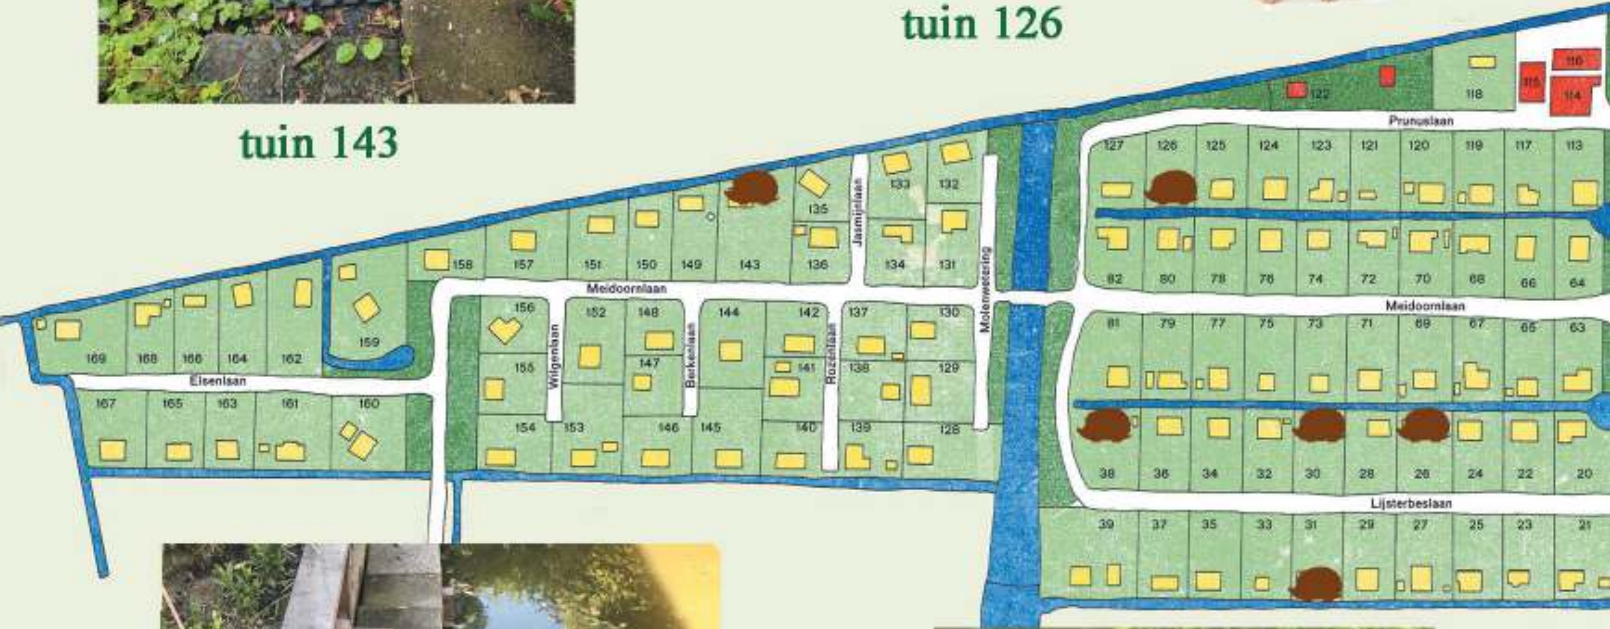 tuin 126
tuin 143
116
115
114
118
122
Prunuslaan
127 126 125 124 123 121 120 119 117 113
133 132
135
Jasmijnlaan
158 157 151 150 149 143 136 134 131
Molenwetering
82 80 78 76 74 72 70 68 66 64
Meidoornlaan
Meidoornlaan
156 152 148 144 142 137 130
159
81 79 77 75 73 71 69 67 65 63
169 168 166 164 162
Wilgenlaan
Berkenlaan
Rozenlaan
155 147 141 138 129
Elsenlaan
167 165 163 161 160
154 153 146 145 140 139 128
38 36 34 32 30 28 26 24 22 20
Lijsterbeslaan
39 37 35 33 31 29 27 25 23 21